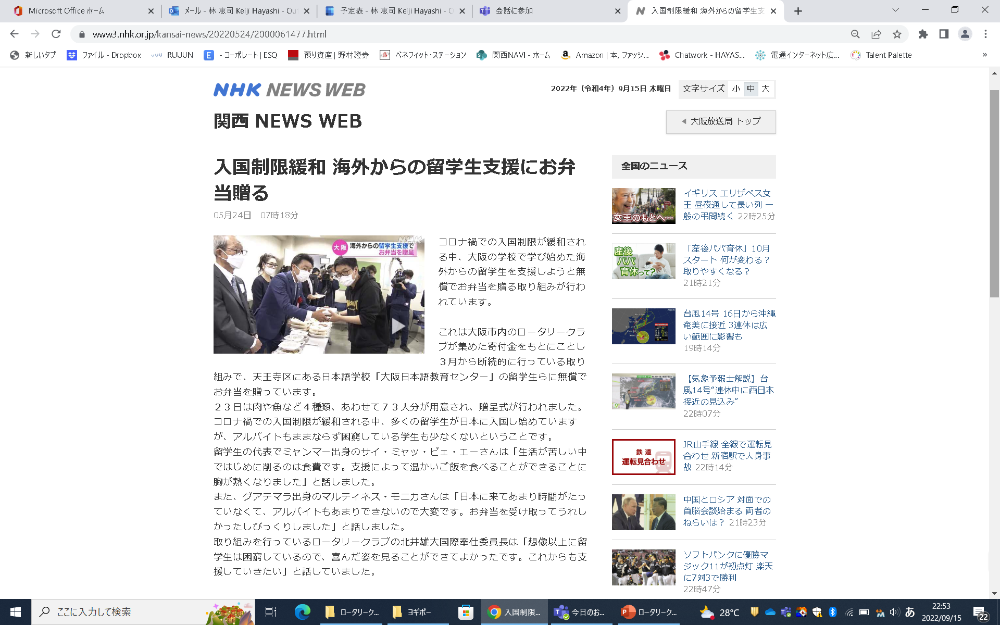 Microsoft Office ホーム
メール - 林 恵司 Keiji Hayashi - Ou
予定表 - 林 恵司 Keiji Hayashi - O
会話に参加
入国制限緩和 海外からの留学生支
www3.nhk.or.jp/kansai-news/20220524/2000061477.html
新しいタブ
ファイル - Dropbox
RUUUN
- コーポレート | ESQ
預り資産 | 野村證券
ベネフィット・ステーション
関西NAVI - ホーム
Amazon | 本, ファッシ...
Chatwork - HAYAS...
電通インターネット広...
Talent Palette
»
NHK NEWS WEB
2022年（令和4年）9月15日 木曜日
文字サイズ 小 中 大
関西 NEWS WEB
大阪放送局 トップ
入国制限緩和 海外からの留学生支援にお弁
当贈る
05月24日　07時18分
NHK
大阪
海外からの留学生支援で
お弁当を贈呈
コロナ禍での入国制限が緩和され
る中、大阪の学校で学び始めた海
外からの留学生を支援しようと無
償でお弁当を贈る取り組みが行わ
れています。
これは大阪市内のロータリークラ
ブが集めた寄付金をもとにことし
３月から断続的に行っている取り
組みで、天王寺区にある日本語学校「大阪日本語教育センター」の留学生らに無償で
お弁当を贈っています。
２３日は肉や魚など４種類、あわせて７３人分が用意され、贈呈式が行われました。
コロナ禍での入国制限が緩和される中、多くの留学生が日本に入国し始めています
が、アルバイトもままならず困窮している学生も少なくないということです。
留学生の代表でミャンマー出身のサイ・ミャッ・ピェ・エーさんは「生活が苦しい中
ではじめに削るのは食費です。支援によって温かいご飯を食べることができることに
胸が熱くなりました」と話しました。
また、グアテマラ出身のマルティネス・モニカさんは「日本に来てあまり時間がたっ
ていなくて、アルバイトもあまりできないので大変です。お弁当を受け取ってうれし
かったしびっくりしました」と話しました。
取り組みを行っているロータリークラブの北井雄大国際奉仕委員長は「想像以上に留
学生は困窮しているので、喜んだ姿を見ることができてよかったです。これからも支
援していきたい」と話していました。
全国のニュース
女王のもとへ…
イギリス エリザベス女
王 昼夜通して長い列 一
般の弔問続く 22時25分
産後
パパ
育休って?
「産後パパ育休」10月
スタート 何が変わる？
取りやすくなる？
21時21分
台風14号 16日から沖縄
奄美に接近 3連休は広
い範囲に影響も
19時14分
【気象予報士解説】台
風14号”連休中に西日本
接近の見込み”
22時07分
鉄 道
運転見合わせ
JR山手線 全線で運転見
合わせ 新宿駅で人身事
故 22時14分
中国とロシア 対面での
首脳会談始まる 両者の
ねらいは？ 21時23分
ソフトバンクに優勝マ
ジック11が初点灯 楽天
に7対3で勝利
22時47分
ここに入力して検索
ロータリーク...
ヨギボー
入国制限...
今日のお...
ロータリーク...
28°C
あ
22:53
2022/09/15
22